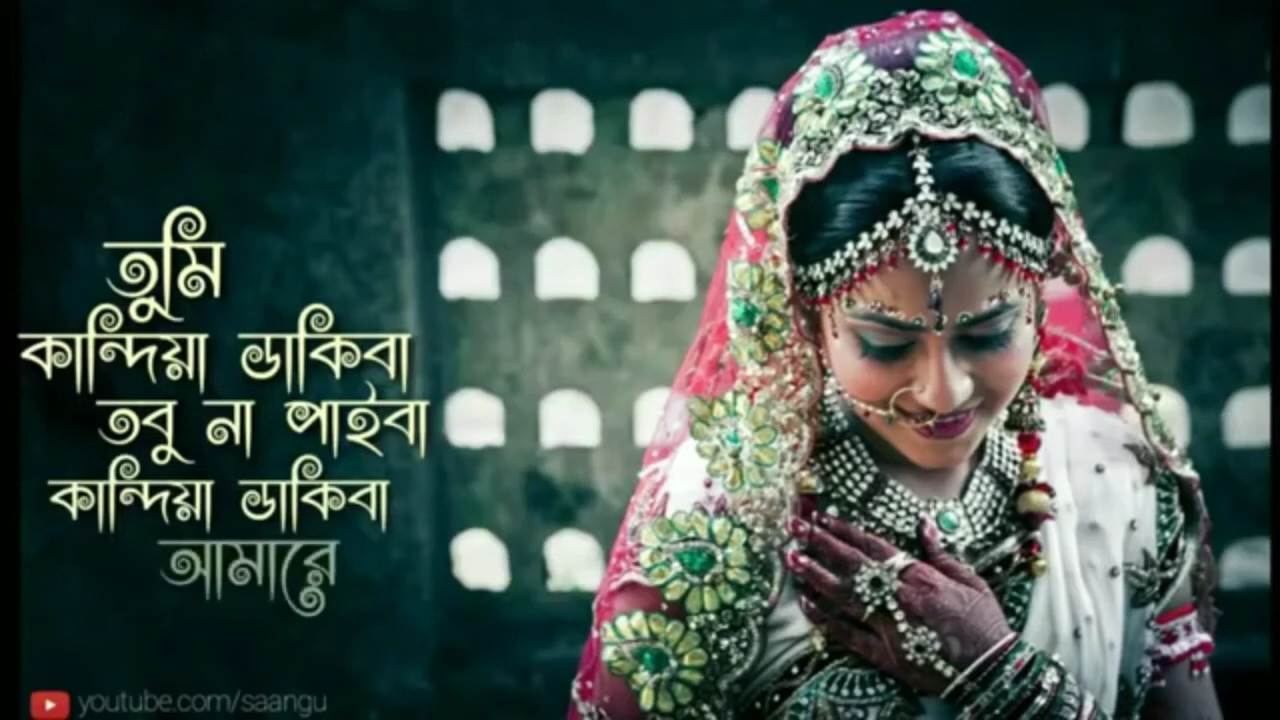 তুমি
কান্দিয়া ডাকিবা
তবু না পাইবা
কান্দিয়া ডাকিবা
আমারে
youtube.com/saangu